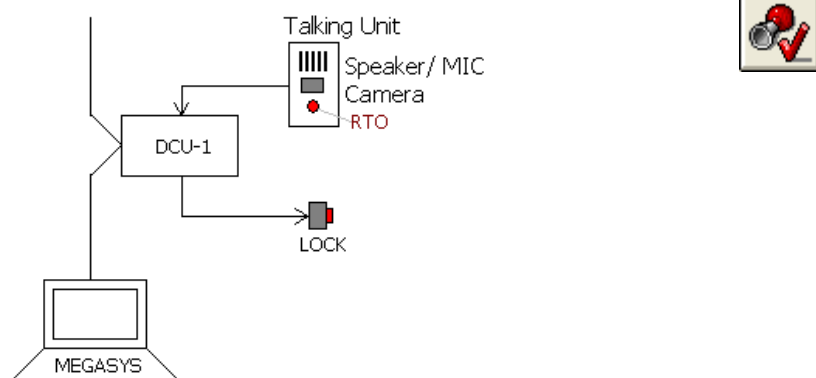 Talking Unit
Speaker/ MIC
Camera
RTO
DCU-1
LOCK
MEGASYS